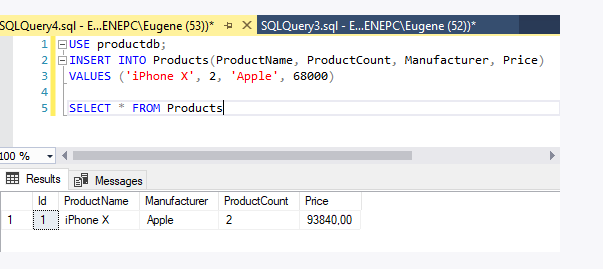 SQLQuery4.sql - E...ENEPC\Eugene (53))* SQLQuery3.sql - E...ENEPC\Eugene (52))*
1 USE productdb;
2 INSERT INTO Products(ProductName, ProductCount, Manufacturer, Price)
3 VALUES ('iPhone X', 2, 'Apple', 68000)
4
5 SELECT * FROM Products
100 %
Results Messages
Id ProductName Manufacturer ProductCount Price
1 1 iPhone X Apple 2 93840,00